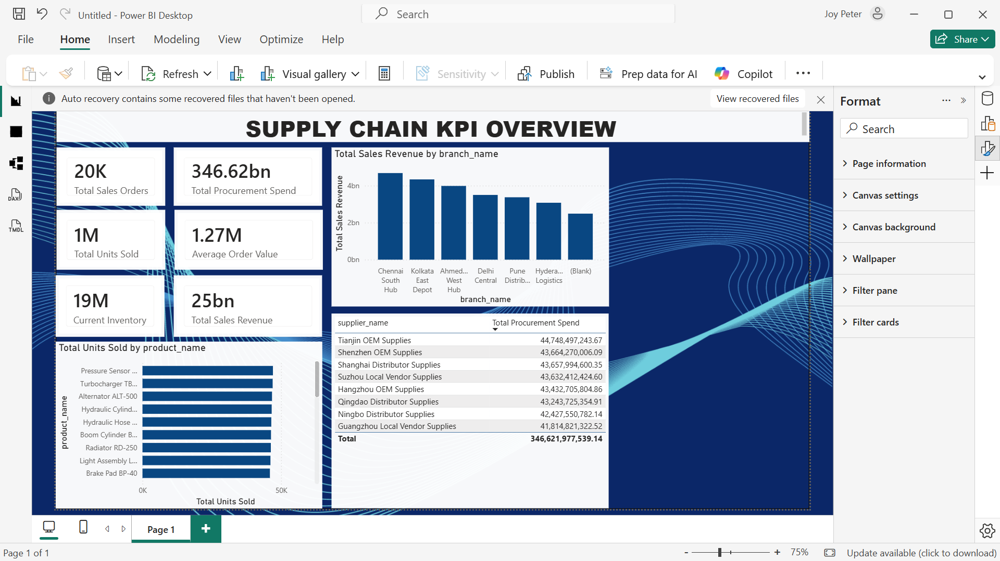 Untitled - Power BI Desktop
Search
Joy Peter
File
Home
Insert
Modeling
View
Optimize
Help
Share
Refresh
Visual gallery
Sensitivity
Publish
Prep data for AI
Copilot
Auto recovery contains some recovered files that haven't been opened.
View recovered files
DAX
TMDL
SUPPLY CHAIN KPI OVERVIEW
20K
Total Sales Orders
346.62bn
Total Procurement Spend
1M
Total Units Sold
1.27M
Average Order Value
19M
Current Inventory
25bn
Total Sales Revenue
Total Units Sold by product_name
product_name
Pressure Sensor ...
Turbocharger TB...
Alternator ALT-500
Hydraulic Cylind...
Hydraulic Hose ...
Boom Cylinder B...
Radiator RD-250
Light Assembly L...
Brake Pad BP-40
0K
50K
Total Units Sold
Total Sales Revenue by branch_name
Total Sales Revenue
4bn
2bn
0bn
Chennai South Hub
Kolkata East Depot
Ahmed... West Hub
Delhi Central
Pune Distrib...
Hydera... Logistics
(Blank)
branch_name
supplier_name Total Procurement Spend
Tianjin OEM Supplies 44,748,497,243.67
Shenzhen OEM Supplies 43,664,270,006.09
Shanghai Distributor Supplies 43,657,994,600.35
Suzhou Local Vendor Supplies 43,632,412,424.60
Hangzhou OEM Supplies 43,432,705,804.86
Qingdao Distributor Supplies 43,243,725,354.91
Ningbo Distributor Supplies 42,427,550,782.14
Guangzhou Local Vendor Supplies 41,814,821,322.52
Total 346,621,977,539.14
Format
Search
Page information
Canvas settings
Canvas background
Wallpaper
Filter pane
Filter cards
Page 1
Page 1 of 1
75%
Update available (click to download)